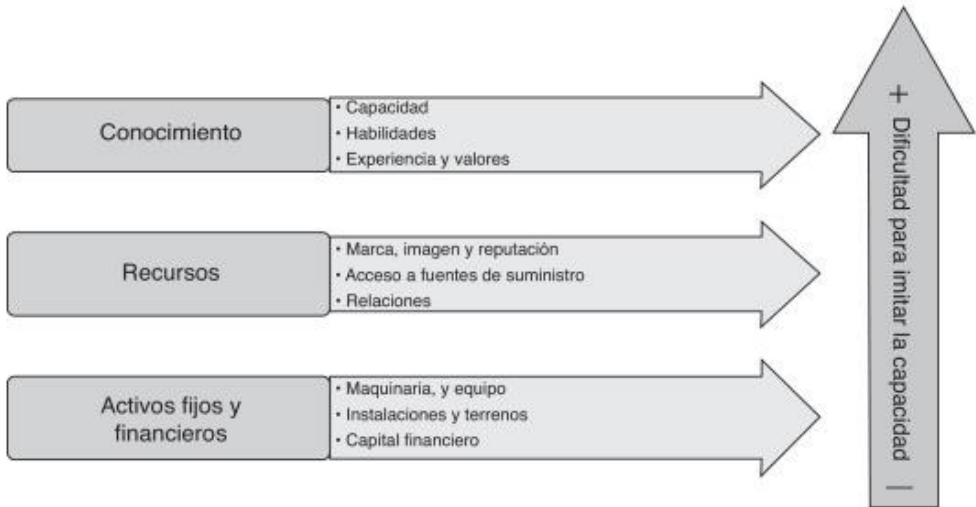 Conocimiento
• Capacidad
• Habilidades
• Experiencia y valores
Recursos
• Marca, imagen y reputación
• Acceso a fuentes de suministro
• Relaciones
Activos fijos y
financieros
• Maquinaria, y equipo
• Instalaciones y terrenos
• Capital financiero
+ Dificultad para imitar la capacidad —